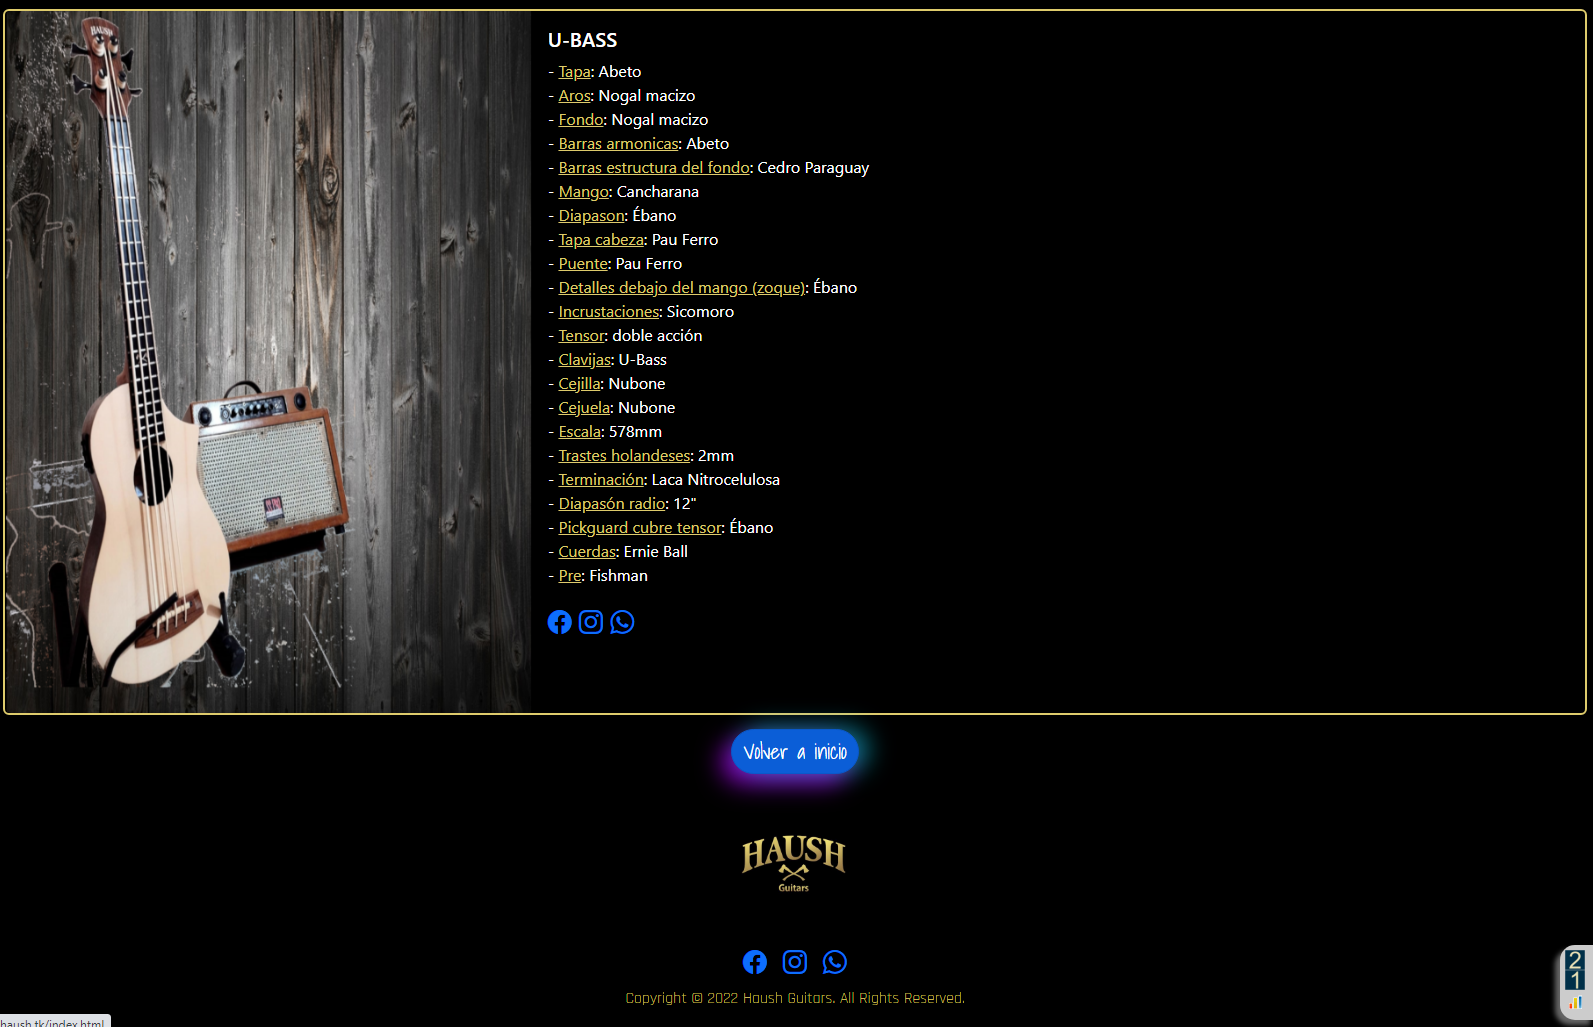 HAUSH
U-BASS
- Tapa: Abeto
- Aros: Nogal macizo
- Fondo: Nogal macizo
- Barras armonicas: Abeto
- Barras estructura del fondo: Cedro Paraguay
- Mango: Cancharana
- Diapason: Ébano
- Tapa cabeza: Pau Ferro
- Puente: Pau Ferro
- Detalles debajo del mango (zoque): Ébano
- Incrustaciones: Sicomoro
- Tensor: doble acción
- Clavijas: U-Bass
- Cejilla: Nubone
- Cejuela: Nubone
- Escala: 578mm
- Trastes holandeses: 2mm
- Terminación: Laca Nitrocelulosa
- Diapasón radio: 12"
- Pickguard cubre tensor: Ébano
- Cuerdas: Ernie Ball
- Pre: Fishman
Volver a inicio
HAUSH
Guitars
Copyright © 2022 Haush Guitars. All Rights Reserved.
2
1
haush.tk/index.html